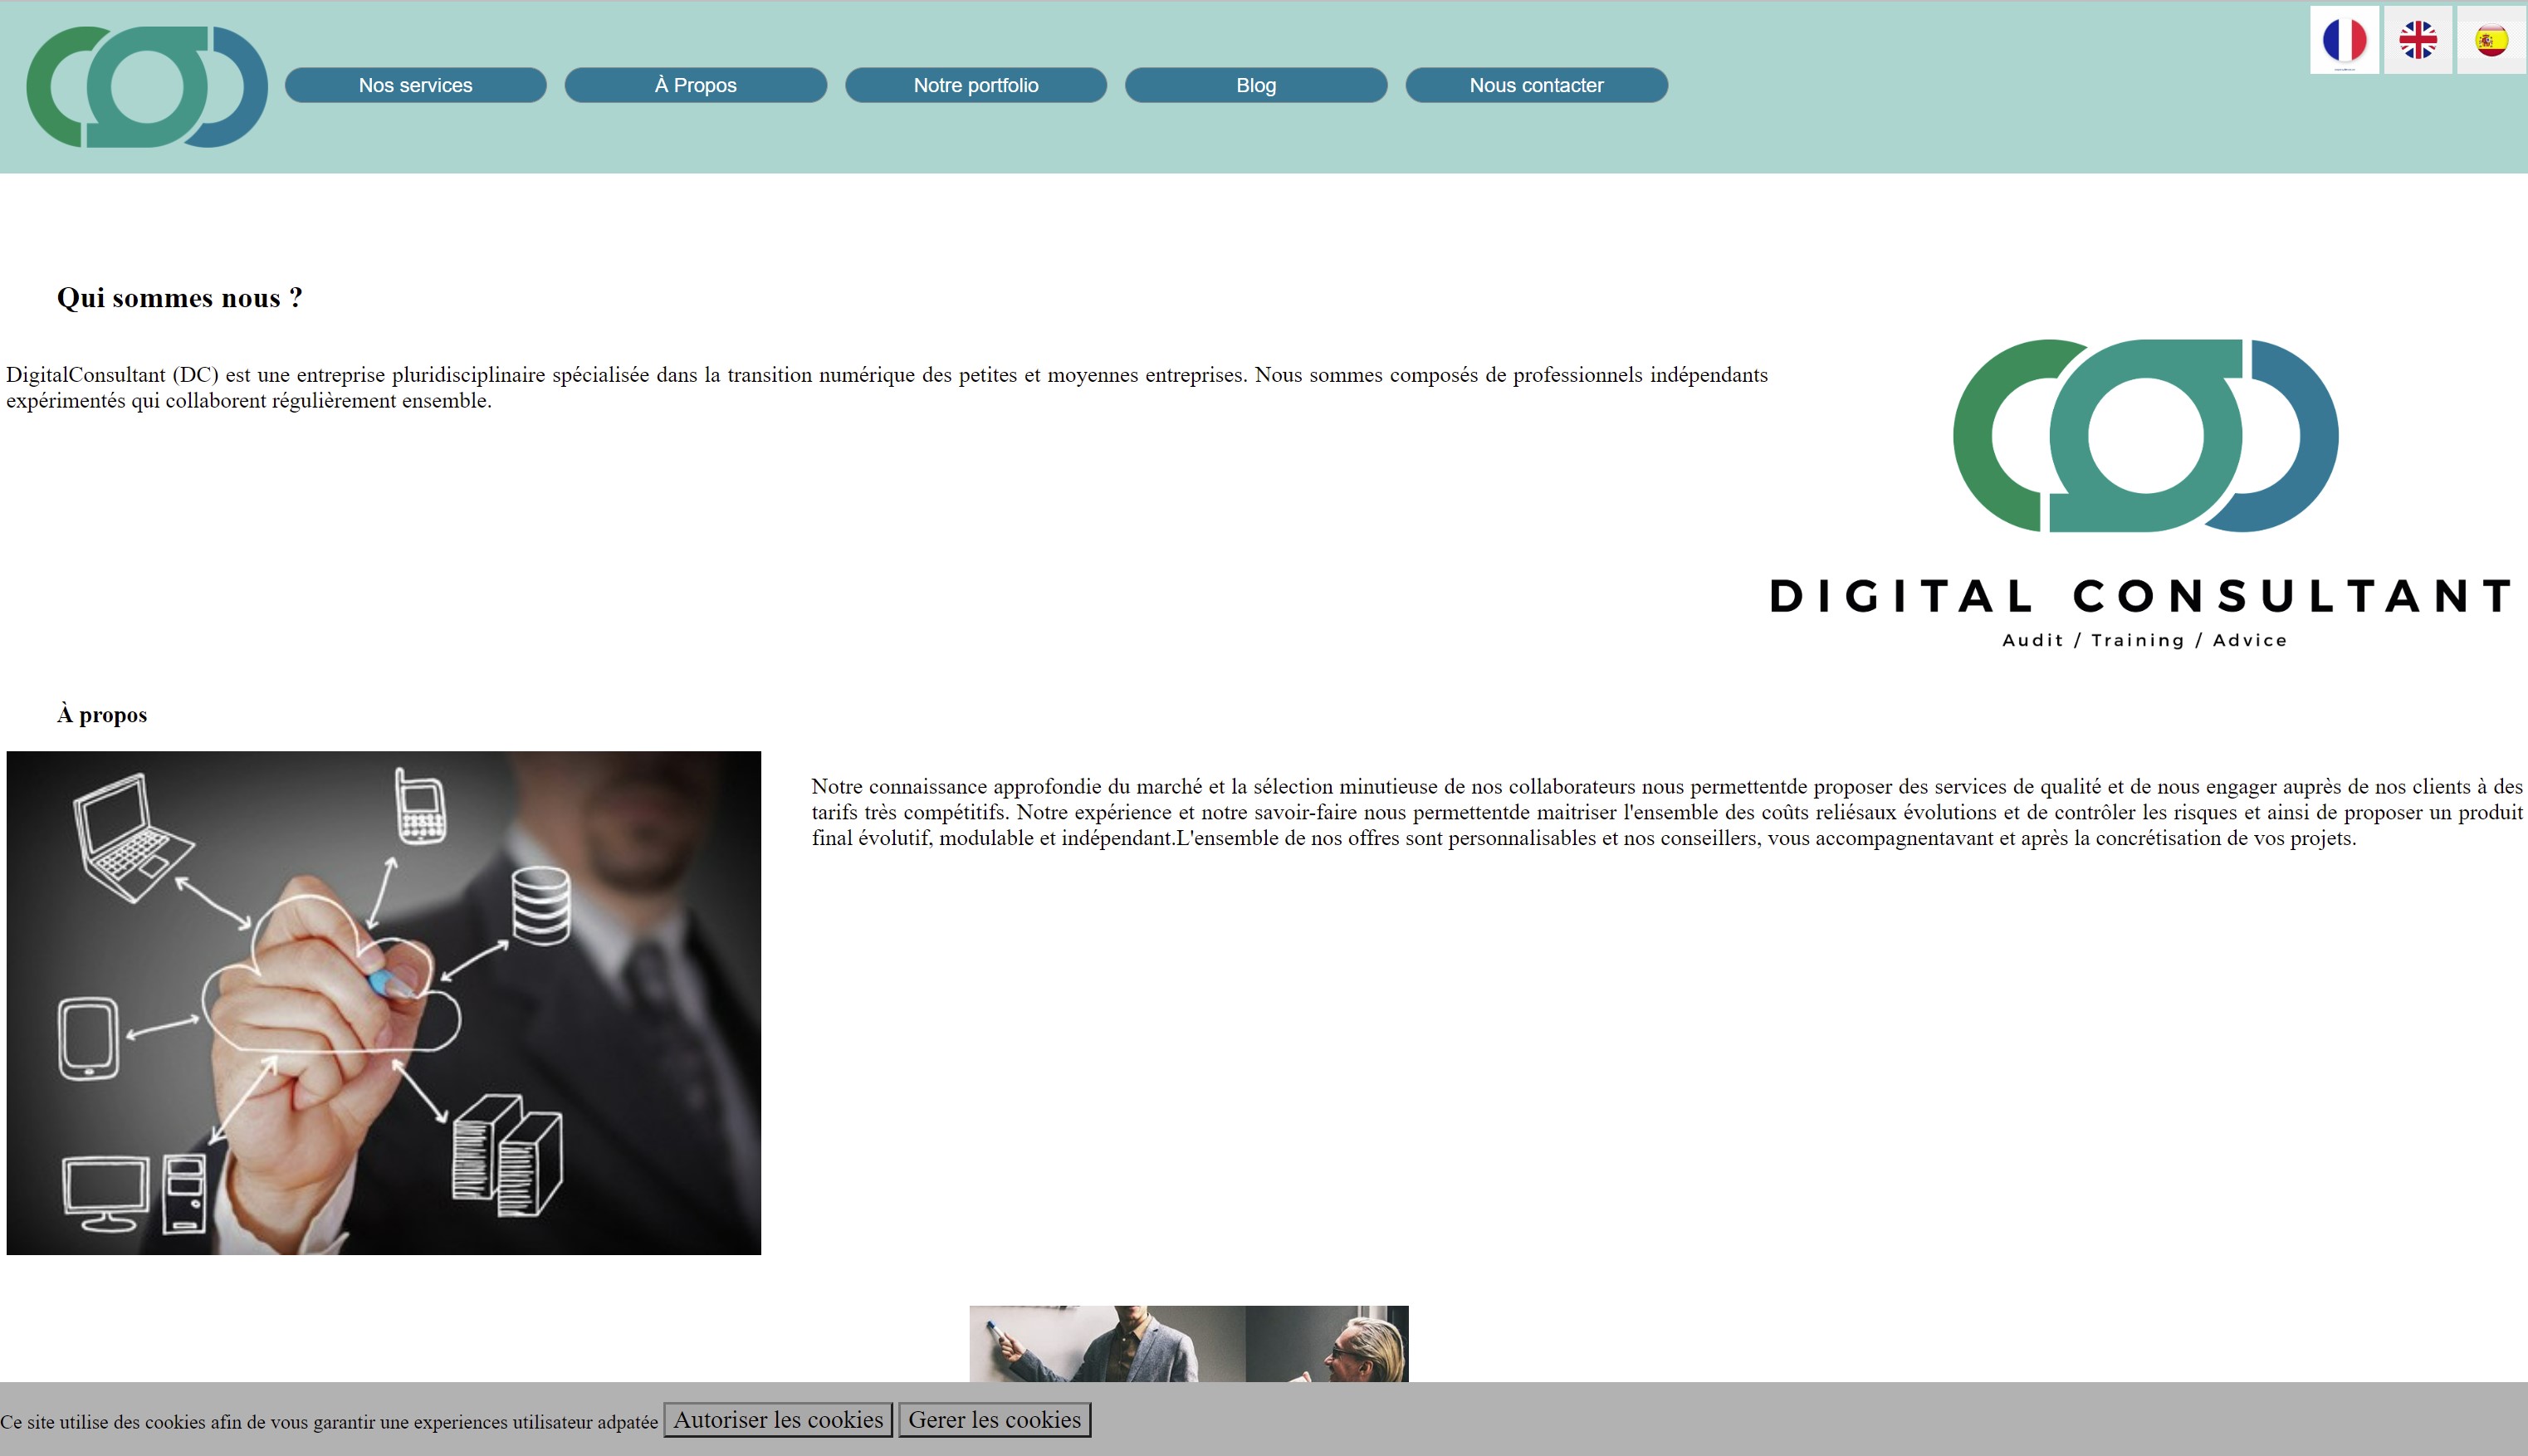 Nos services
À Propos
Notre portfolio
Blog
Nous contacter
Qui sommes nous ?
DigitalConsultant (DC) est une entreprise pluridisciplinaire spécialisée dans la transition numérique des petites et moyennes entreprises. Nous sommes composés de professionnels indépendants
expérimentés qui collaborent régulièrement ensemble.
DIGITAL CONSULTANT
Audit / Training / Advice
À propos
Notre connaissance approfondie du marché et la sélection minutieuse de nos collaborateurs nous permettentde proposer des services de qualité et de nous engager auprès de nos clients à des
tarifs très compétitifs. Notre expérience et notre savoir-faire nous permettentde maitriser l'ensemble des coûts reliésaux évolutions et de contrôler les risques et ainsi de proposer un produit
final évolutif, modulable et indépendant.L'ensemble de nos offres sont personnalisables et nos conseillers, vous accompagnentavant et après la concrétisation de vos projets.
Ce site utilise des cookies afin de vous garantir une experiences utilisateur adpatée
Autoriser les cookies
Gerer les cookies